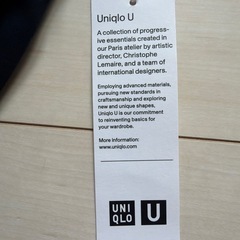 Uniqlo U
A collection of progress-
ive essentials created in
our Paris atelier by artistic
director, Christophe
Lemaire, and a team of
international designers.
Employing advanced materials,
pursuing new standards in
craftsmanship and exploring
new and unique shapes,
Uniqlo U is our commitment
to reinventing basics for
your wardrobe.
More information:
www.uniqlo.com
UNI
QLO
U